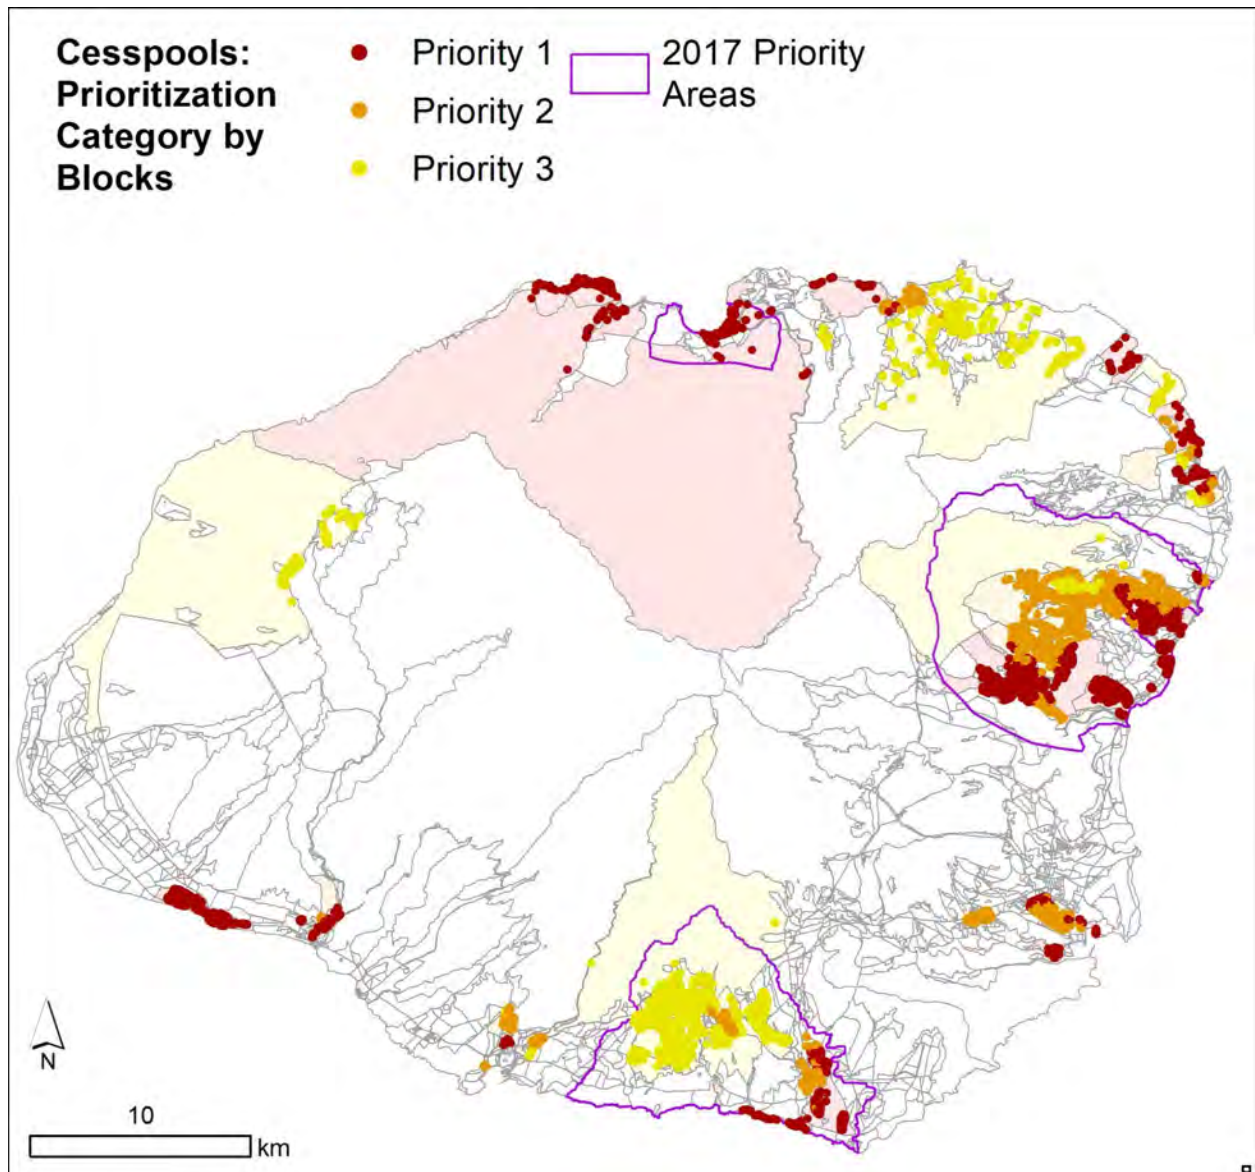 Cesspools:
Prioritization
Category by
Blocks
Priority 1
Priority 2
Priority 3
2017 Priority
Areas
N
10
km